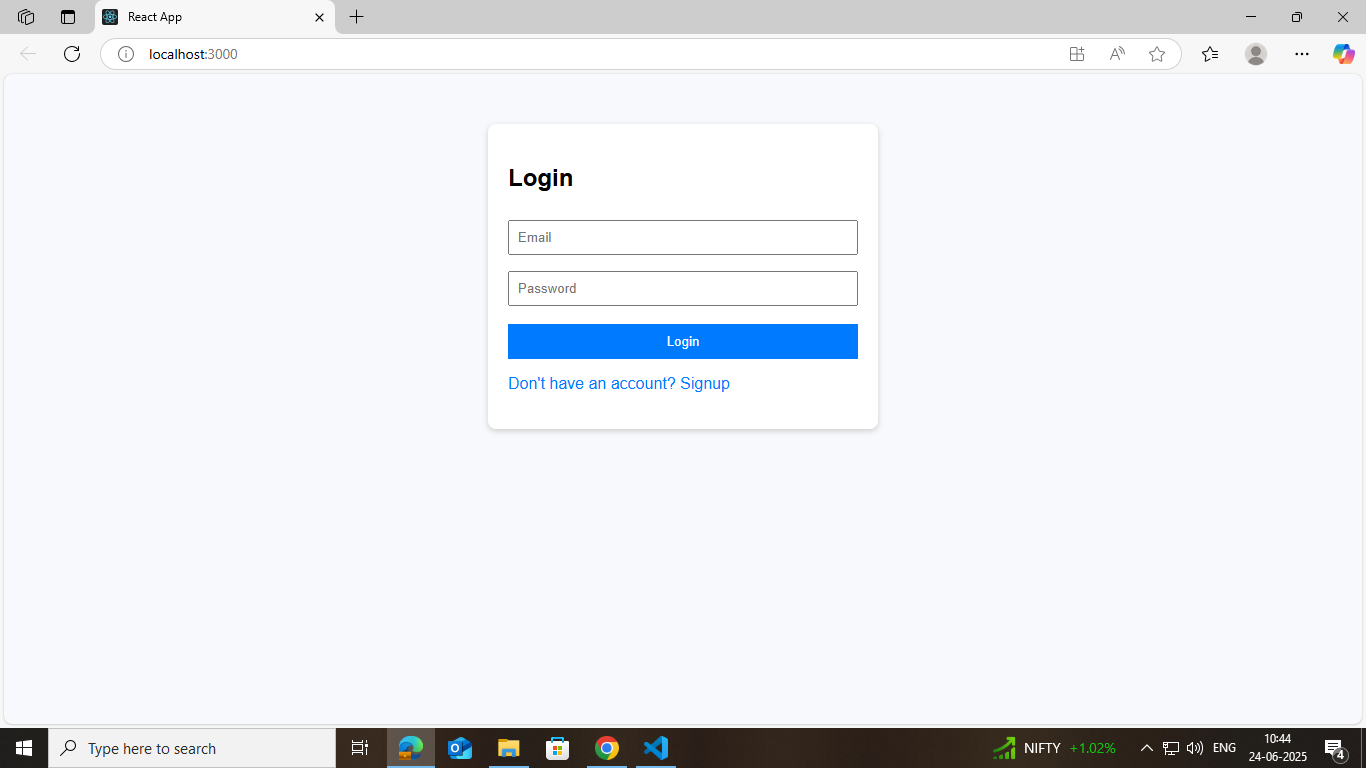 React App
localhost:3000
Login
Email
Password
Login
Don't have an account? Signup
Type here to search
NIFTY +1.02%
ENG
10:44
24-06-2025
4